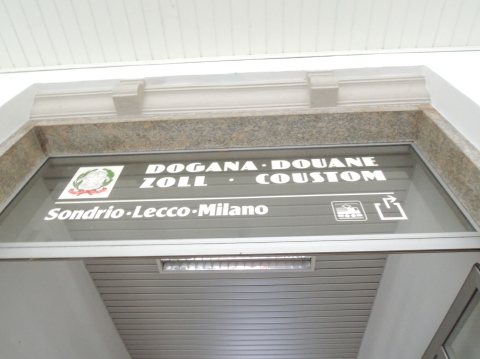 DOGANA · DOUANE
ZOLL · COUSTOM
Sondrio · Lecco · Milano